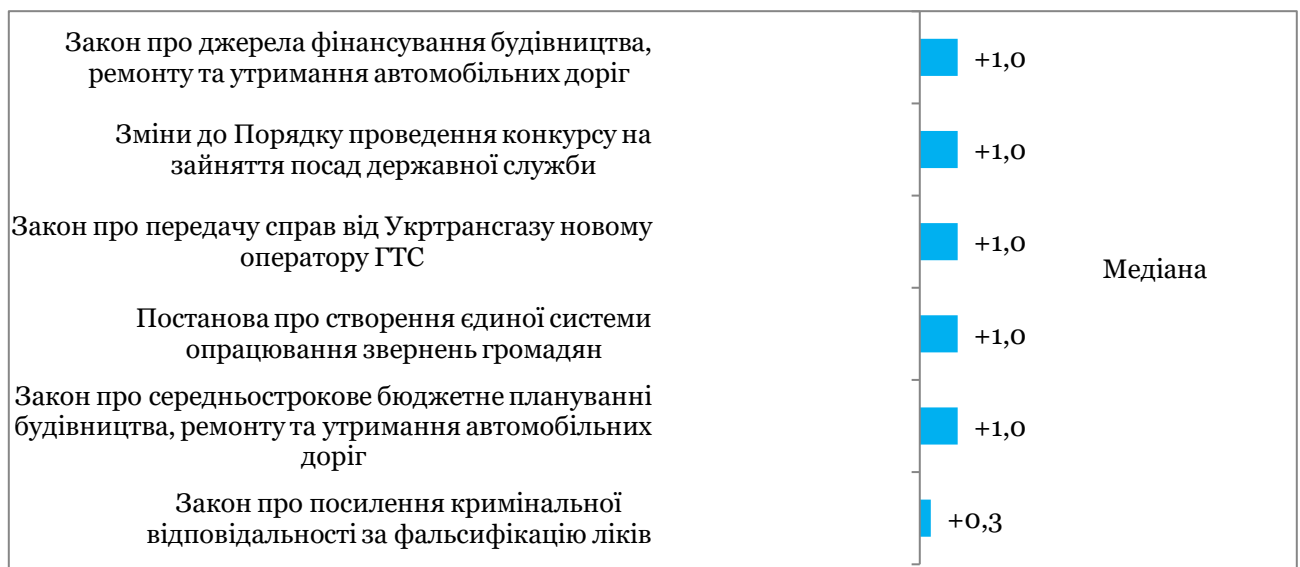 Закон про джерела фінансування будівництва,
ремонту та утримання автомобільних доріг
+1,0
Зміни до Порядку проведення конкурсу на
зайняття посад державної служби
+1,0
Закон про передачу справ від Укртрансгазу новому
оператору ГТС
+1,0
Медіана
Постанова про створення єдиної системи
опрацювання звернень громадян
+1,0
Закон про середньострокове бюджетне плануванні
будівництва, ремонту та утримання автомобільних
доріг
+1,0
Закон про посилення кримінальної
відповідальності за фальсифікацію ліків
+0,3